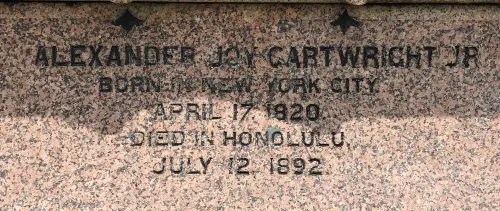 ALEXANDER JOY CARTWRIGHT JR
BORN IN NEW YORK CITY
APRIL 17 1820.
DIED IN HONOLULU.
JULY 12. 1892.